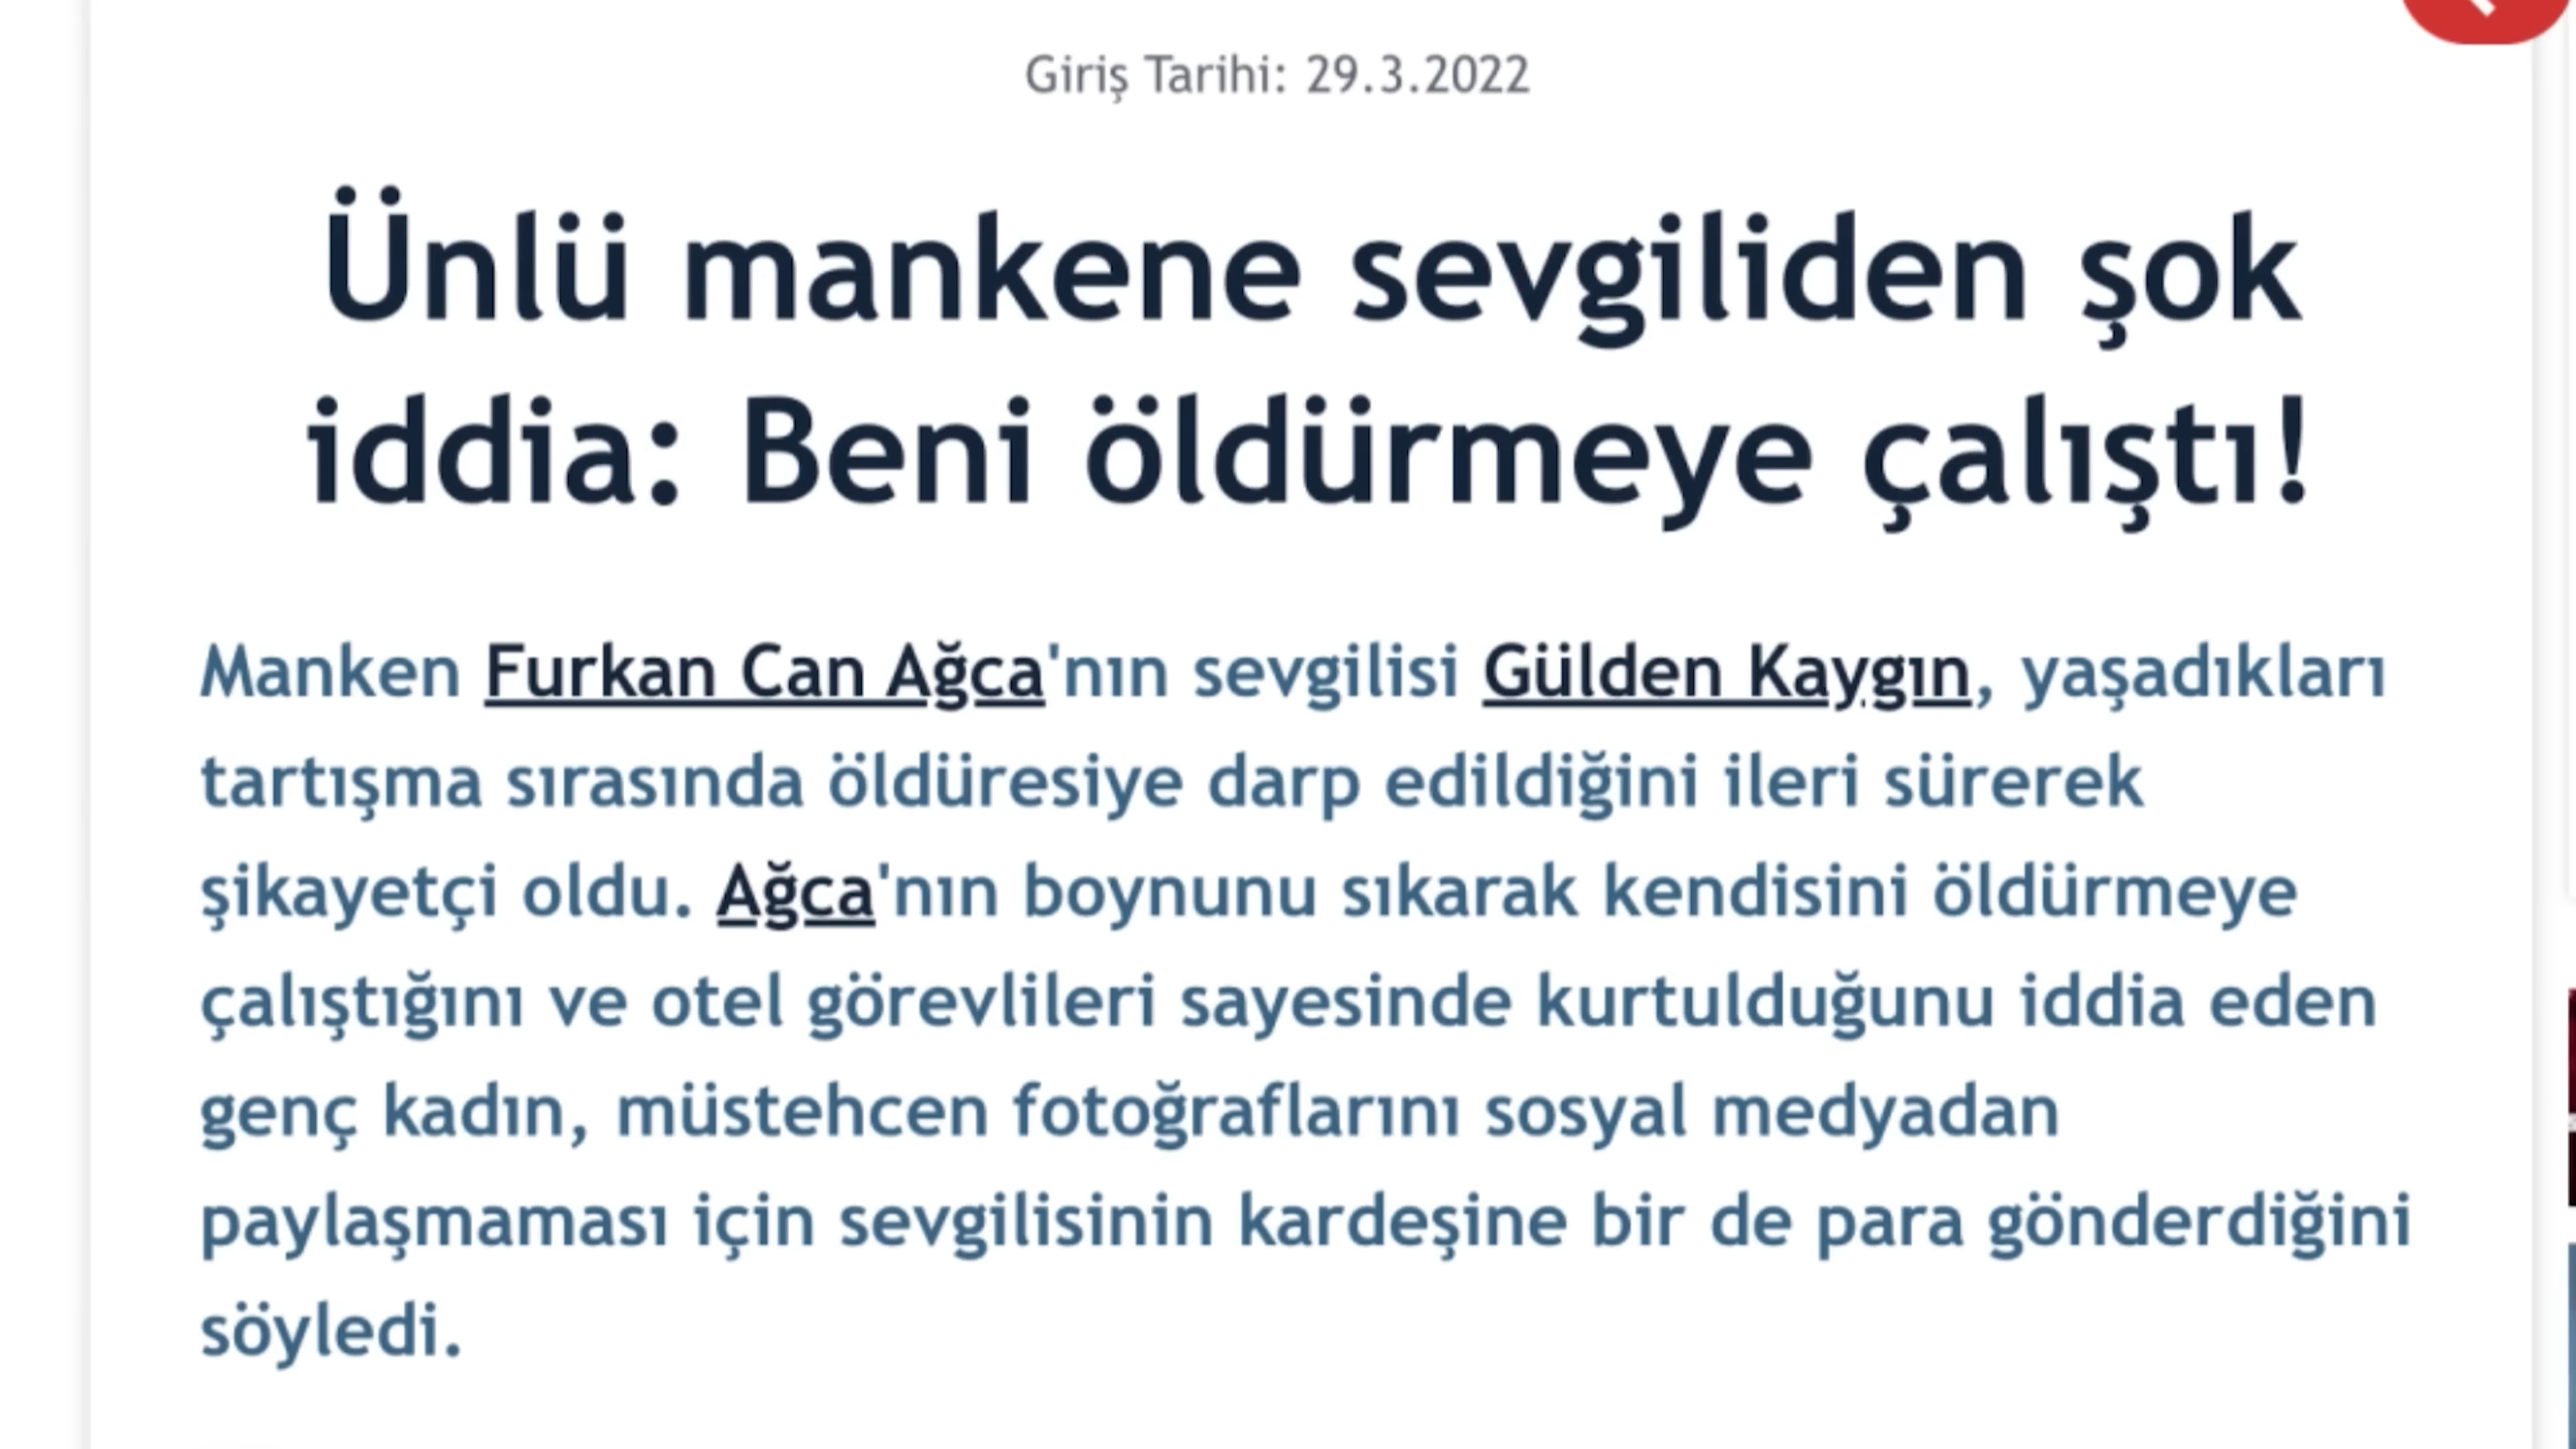 Giriş Tarihi: 29.3.2022
Ünlü mankene sevgiliden şok
iddia: Beni öldürmeye çalıştı!
Manken Furkan Can Ağca'nın sevgilisi Gülden Kaygın, yaşadıkları
tartışma sırasında öldüresiye darp edildiğini ileri sürerek
şikayetçi oldu. Ağca'nın boynunu sıkarak kendisini öldürmeye
çalıştığını ve otel görevlileri sayesinde kurtulduğunu iddia eden
genç kadın, müstehcen fotoğraflarını sosyal medyadan
paylaşmaması için sevgilisinin kardeşine bir de para gönderdiğini
söyledi.